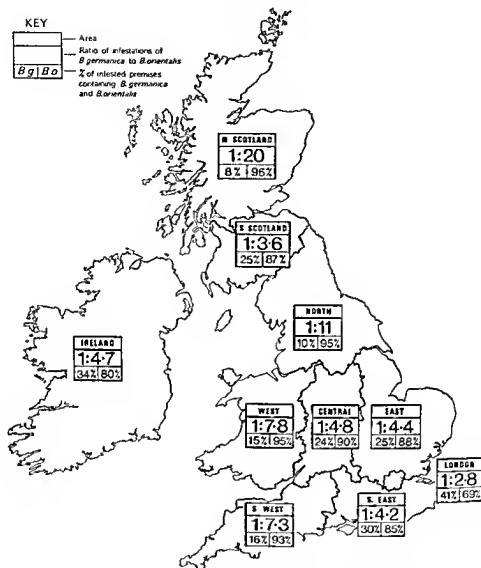 KEY
Area
Ratio of infestations of
B germanica to B.orientalis
Bg Bo
% of infested premises
containing B. germanica
and B.orientalis
N SCOTLAND
1:20
8% 96%
S SCOTLAND
1:3·6
25% 87%
NORTH
1:11
10% 95%
IRELAND
1:4·7
34% 80%
WEST
1:7·8
15% 95%
CENTRAL
1:4·8
24% 90%
EAST
1:4·4
25% 88%
LONDON
1:2·8
41% 69%
S. EAST
1:4·2
30% 85%
S WEST
1:7·3
16% 93%